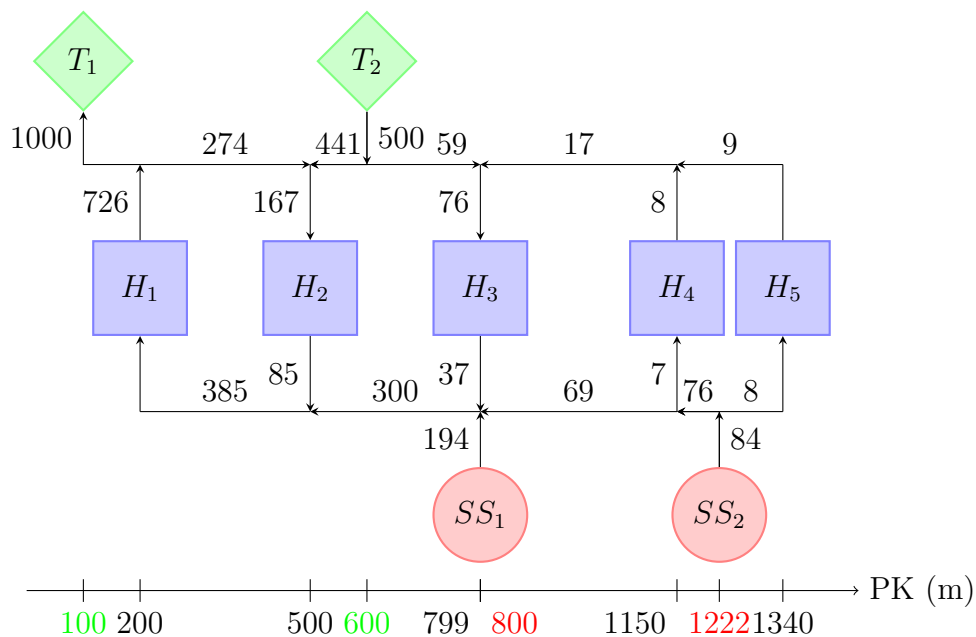 T₁ T₂
1000 274 441 500 59 17 9
726 167 76 8
H₁ H₂ H₃ H₄ H₅
385 85 300 37 69 7 76 8
194 84
SS₁ SS₂
PK (m)
100 200 500 600 799 800 1150 1222 1340